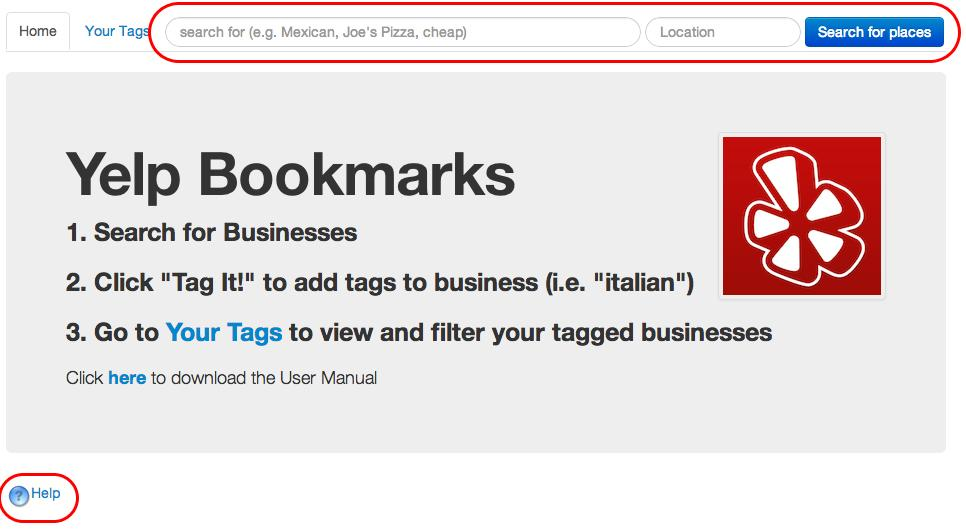 Home Your Tags search for (e.g. Mexican, Joe's Pizza, cheap) Location Search for places
Yelp Bookmarks
1. Search for Businesses
2. Click "Tag It!" to add tags to business (i.e. "italian")
3. Go to Your Tags to view and filter your tagged businesses
Click here to download the User Manual
? Help